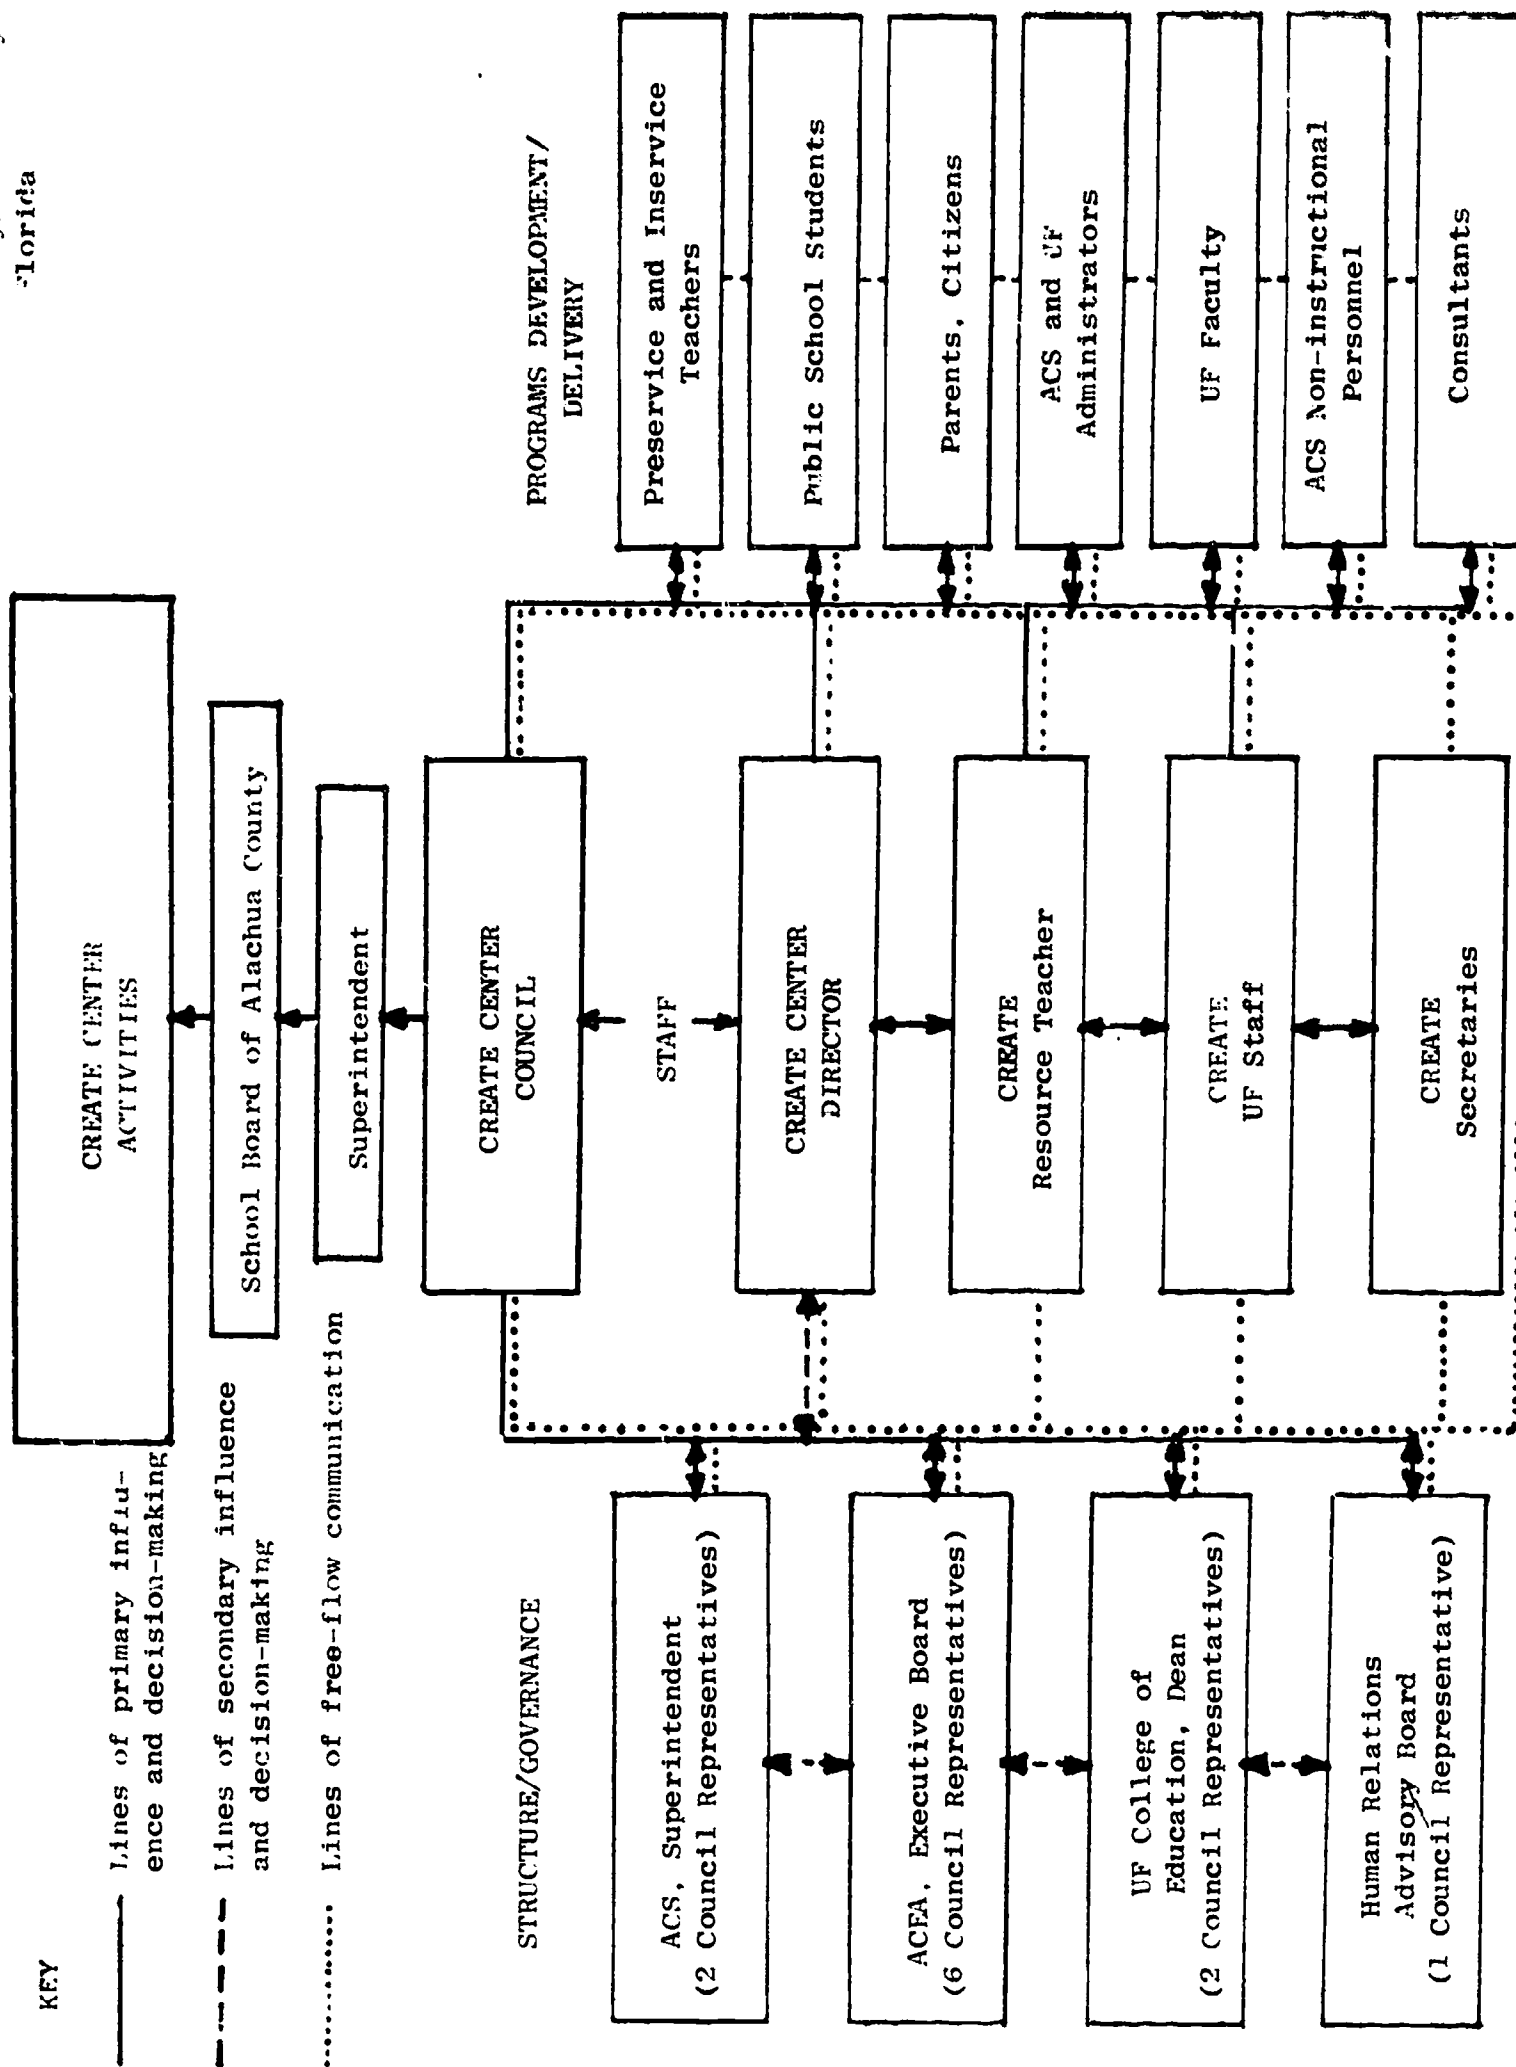 KEY
Lines of primary influ-
ence and decision-making
Lines of secondary influence
and decision-making
Lines of free-flow communication
CREATE CENTER
ACTIVITIES
School Board of Alachua County
Superintendent
CREATE CENTER
COUNCIL
STAFF
CREATE CENTER
DIRECTOR
CREATE
Resource Teacher
CREATE
UF Staff
CREATE
Secretaries
STRUCTURE/GOVERNANCE
ACS, Superintendent
(2 Council Representatives)
ACEA, Executive Board
(6 Council Representatives)
UF College of
Education, Dean
(2 Council Representatives)
Human Relations
Advisory Board
(1 Council Representative)
PROGRAMS DEVELOPMENT/
DELIVERY
Preservice and Inservice
Teachers
Public School Students
Parents, Citizens
ACS and UF
Administrators
UF Faculty
ACS Non-instructional
Personnel
Consultants
Florida